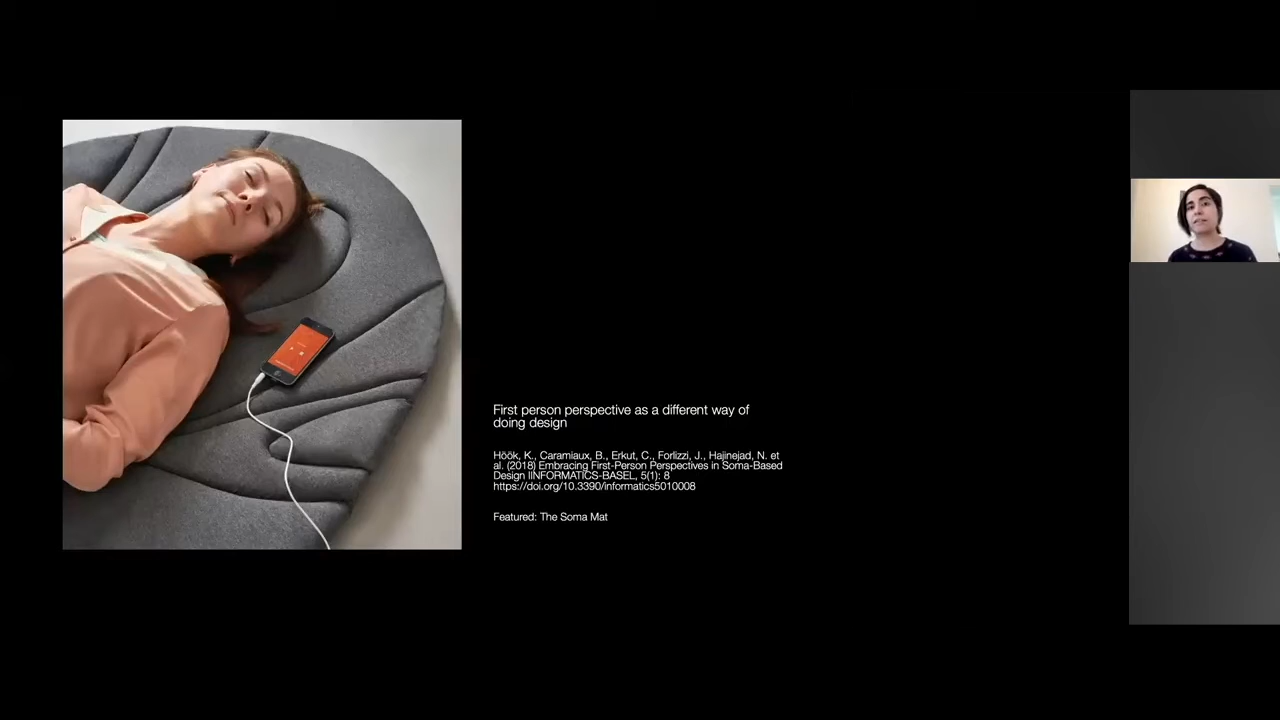 First person perspective as a different way of
doing design
Höök, K., Caramiaux, B., Erkut, C., Forlizzi, J., Hajinejad, N. et
al. (2018) Embracing First-Person Perspectives in Soma-Based
Design IINFORMATICS-BASEL, 5(1): 8
https://doi.org/10.3390/informatics5010008
Featured: The Soma Mat